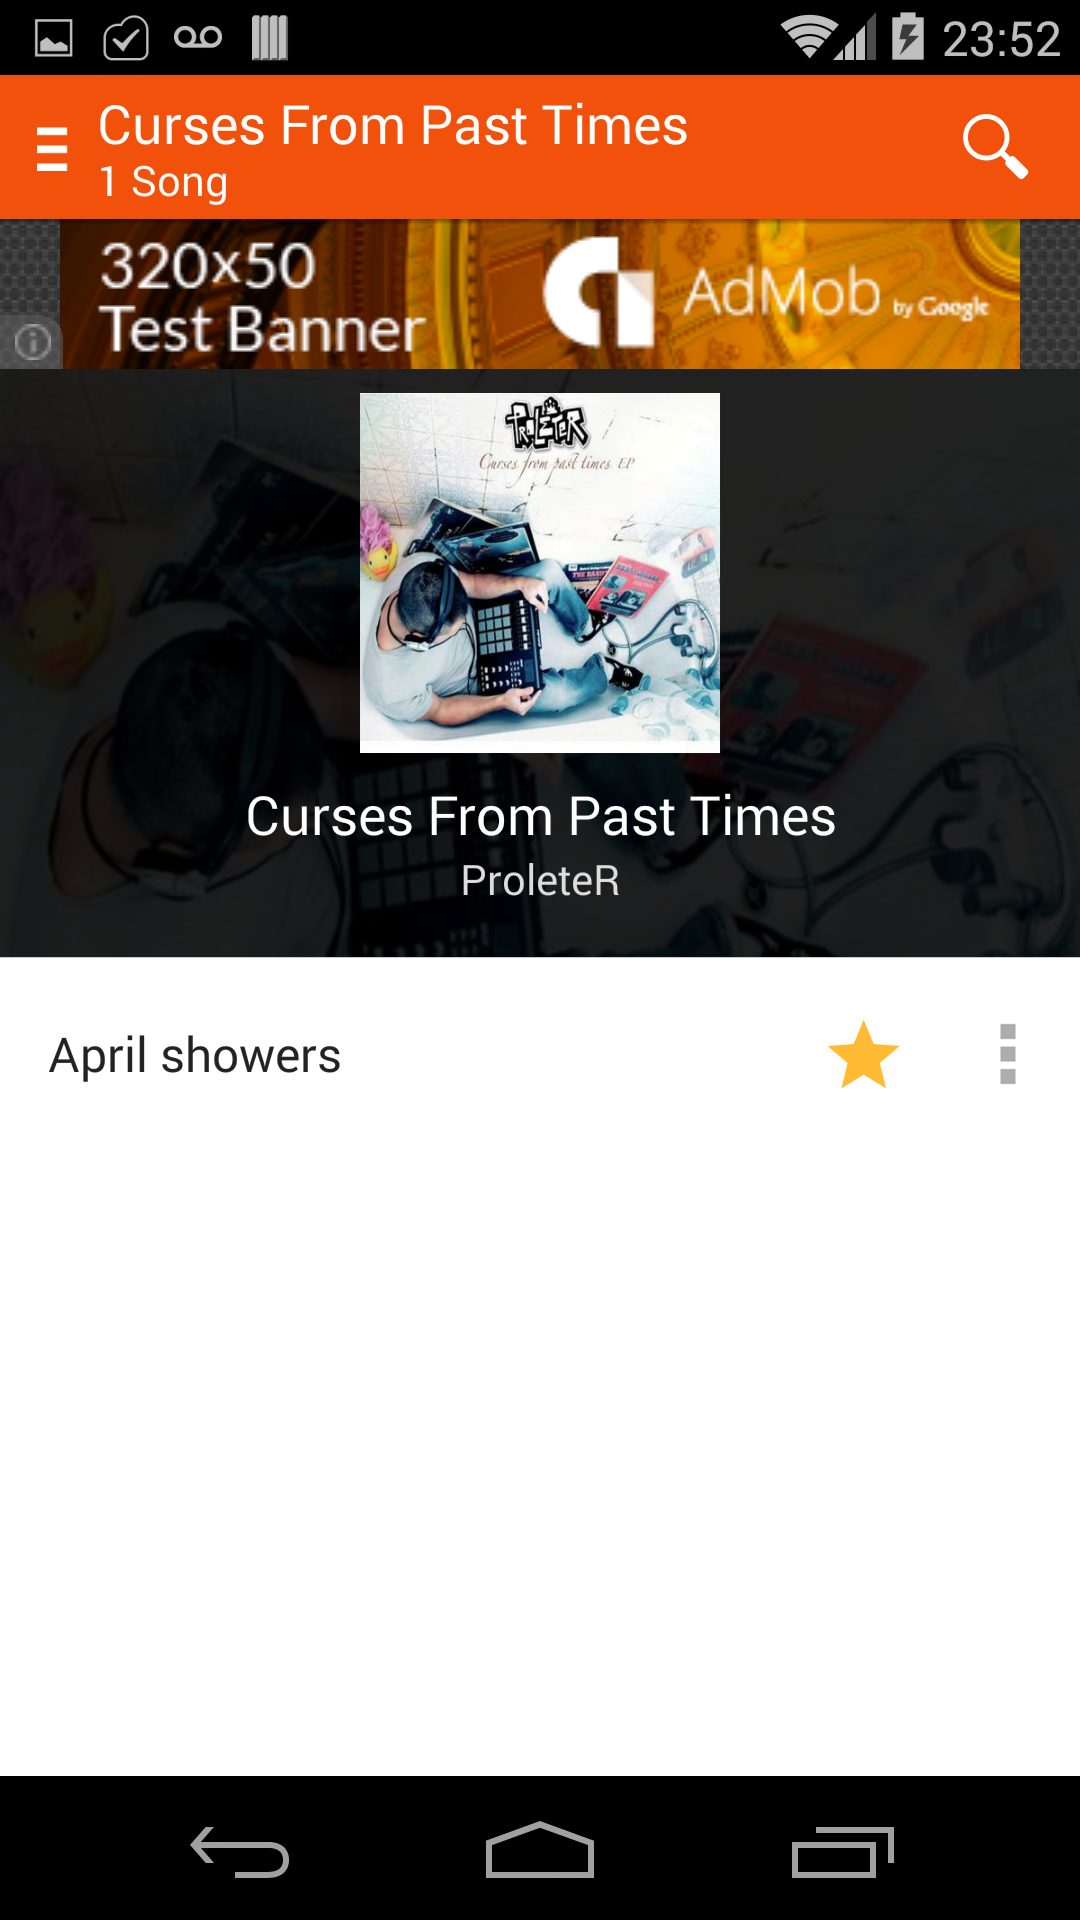 23:52
Curses From Past Times
1 Song
320x50
Test Banner
AdMob by Google
PROLETER
Curses from past times EP
Curses From Past Times
ProleteR
April showers